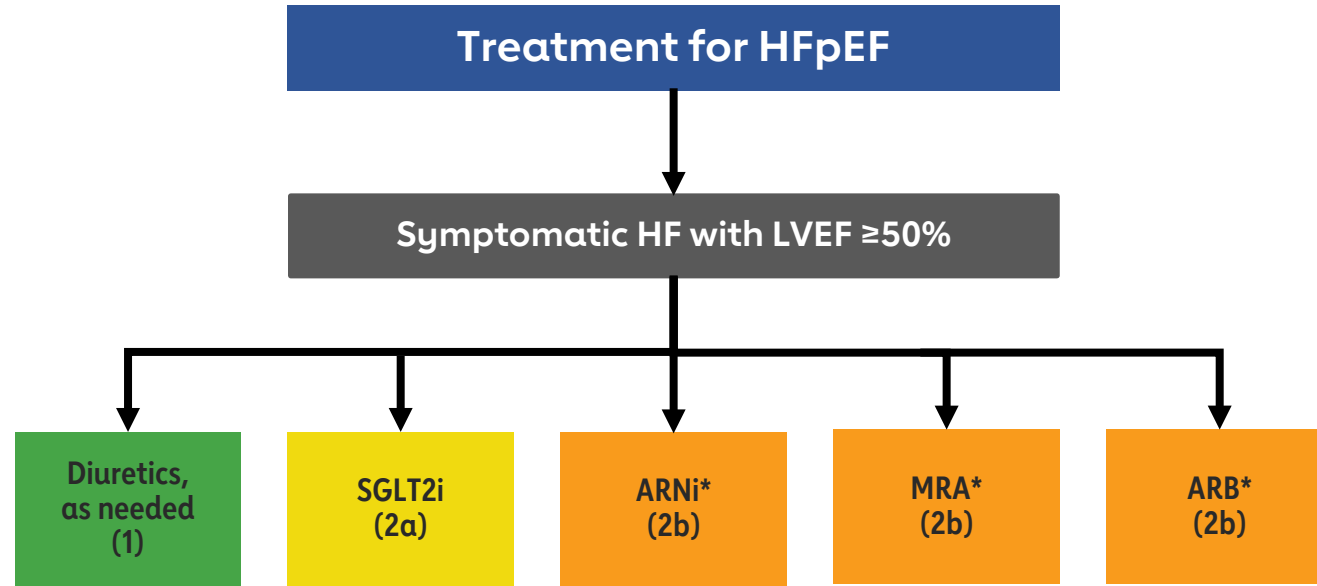 Treatment for HFpEF
Symptomatic HF with LVEF ≥50%
Diuretics,
as needed
(1)
SGLT2i
(2a)
ARNi*
(2b)
MRA*
(2b)
ARB*
(2b)